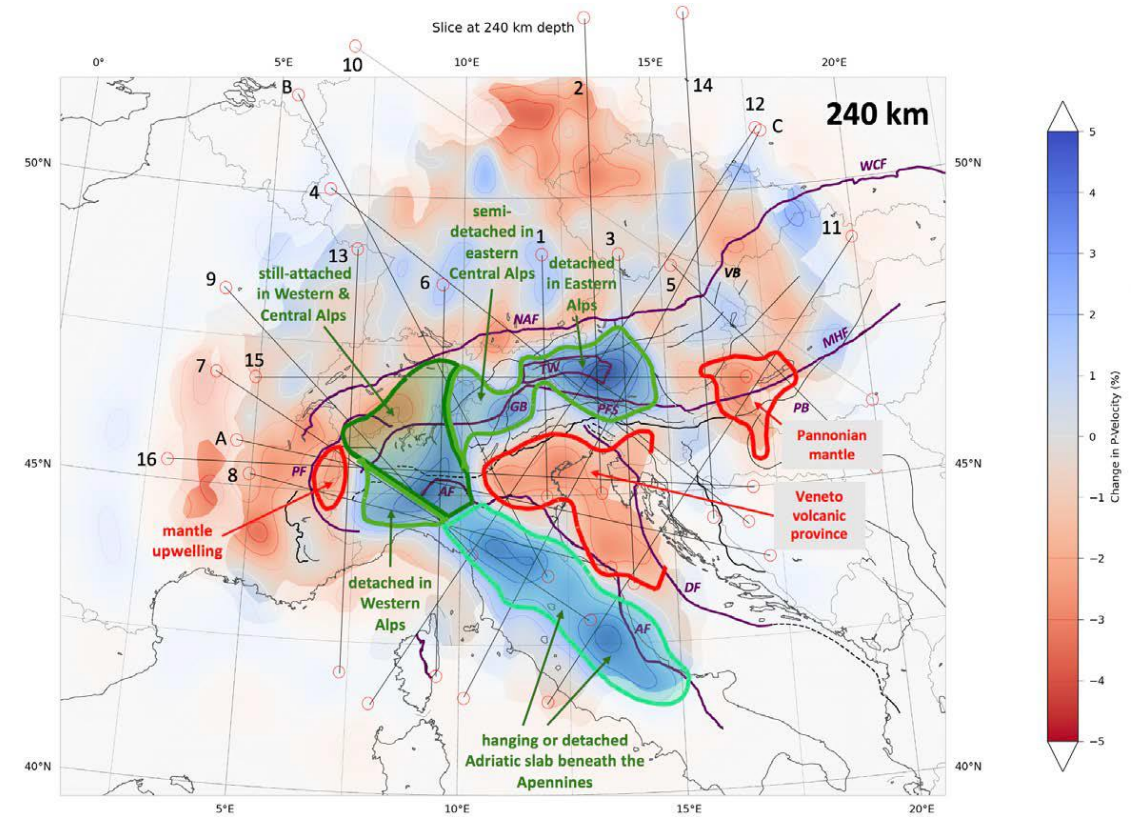 Slice at 240 km depth
0°
5°E
10°E
15°E
20°E
10
B
2
14
12
C
240 km
50°N
50°N
WCF
4
11
semi-
detached in
eastern
Central Alps
1
3
13
detached
in Eastern
Alps
5
VB
still-attached
in Western &
Central Alps
9
6
NAF
MHF
7
15
TW
GB
PFS
PB
Pannonian
mantle
A
16
8
45°N
45°N
PF
AF
Veneto
volcanic
province
mantle
upwelling
detached in
Western
Alps
DF
AF
hanging or detached
Adriatic slab beneath the
Apennines
40°N
40°N
5°E
10°E
15°E
20°E
5
4
3
2
1
0
−1
−2
−3
−4
−5
Change in P-Velocity (%)